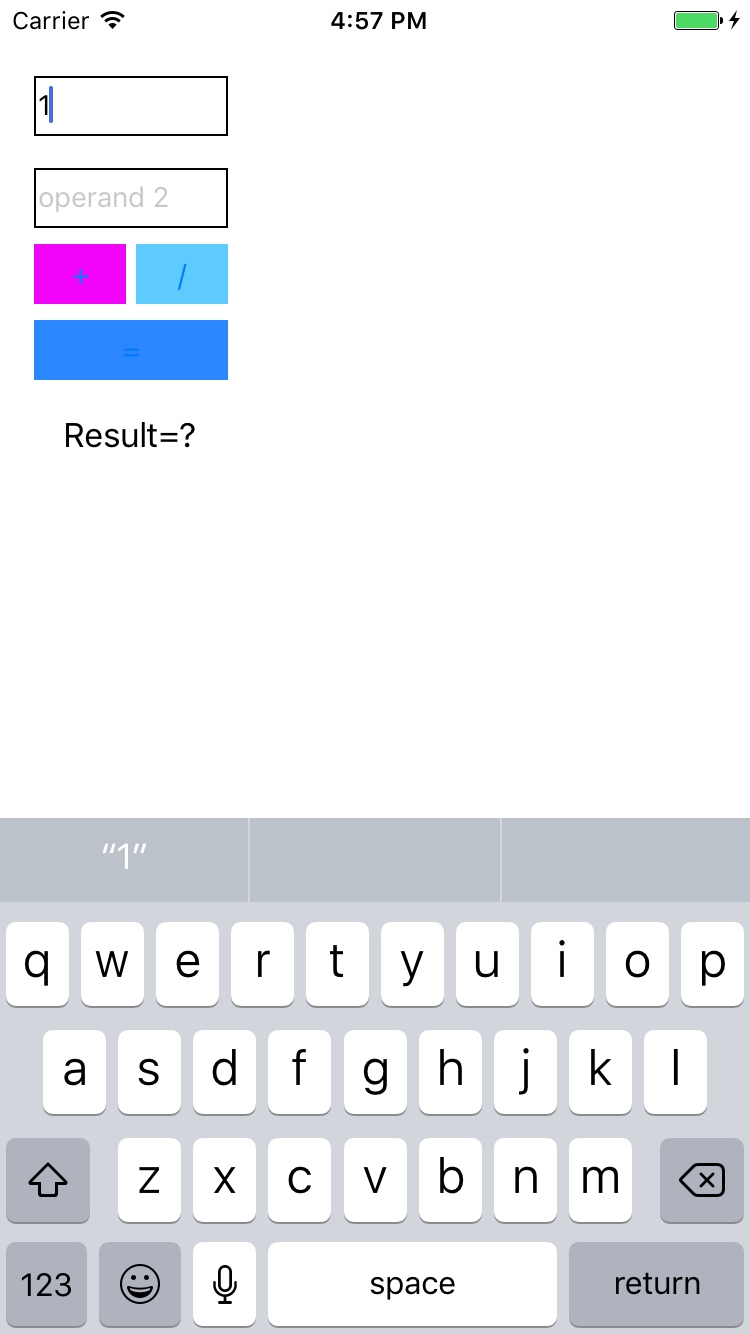 Carrier 4:57 PM
1
operand 2
+ /
=
Result=?
“1”
q w e r t y u i o p
a s d f g h j k l
z x c v b n m
123 space return